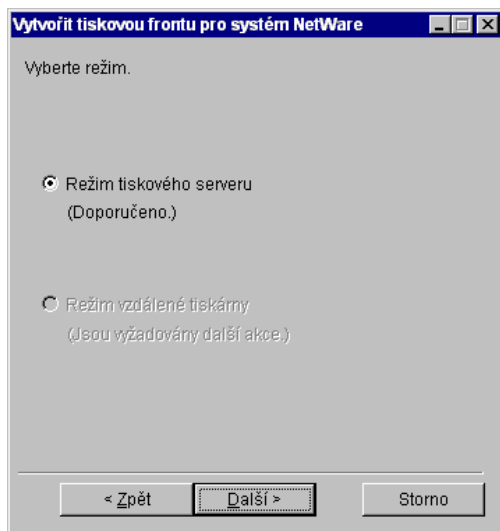 Vytvořit tiskovou frontu pro systém NetWare
Vyberte režim.
Režim tiskového serveru
(Doporučeno.)
Režim vzdálené tiskárny
(Jsou vyžadovány další akce.)
< Zpět
Další >
Storno